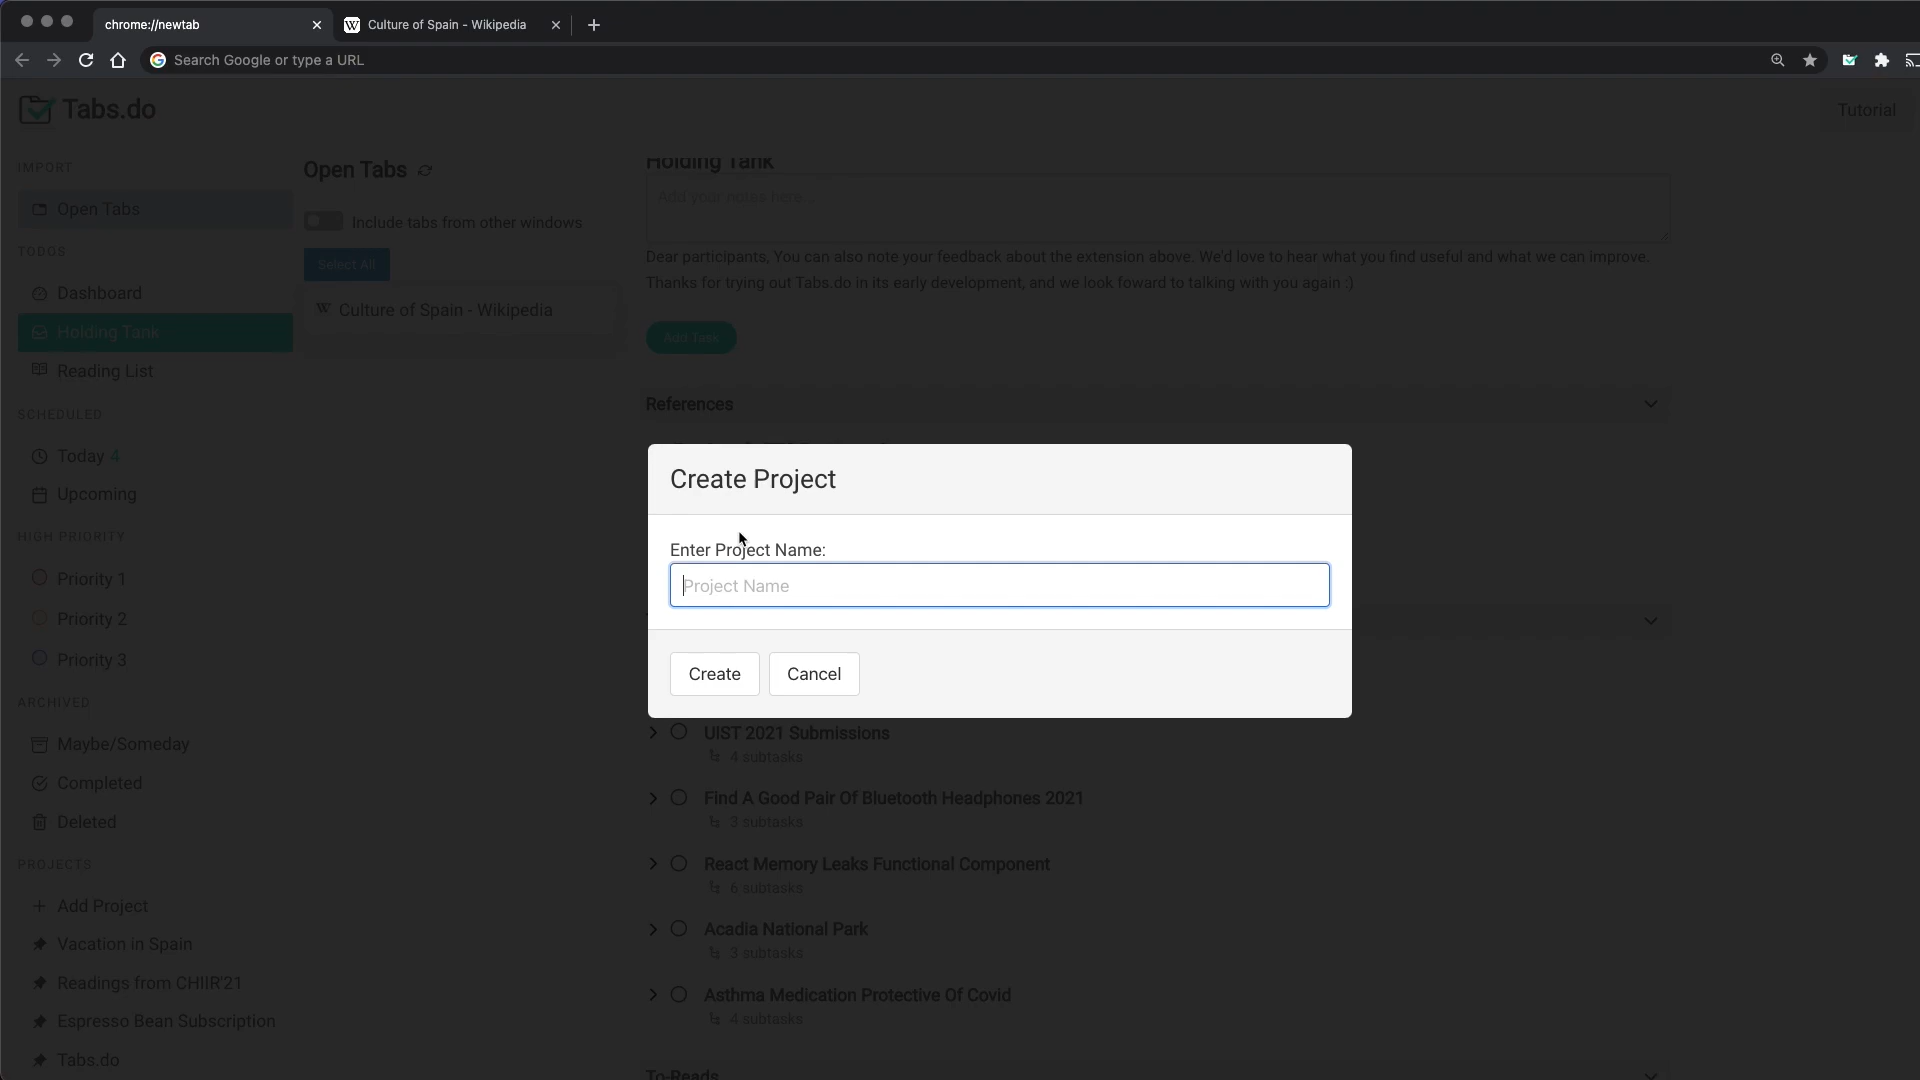 chrome://newtab
Culture of Spain - Wikipedia
Search Google or type a URL
Tabs.do
Tutorial
IMPORT
Open Tabs
TODOS
Dashboard
Holding Tank
Reading List
SCHEDULED
Today 4
Upcoming
HIGH PRIORITY
Priority 1
Priority 2
Priority 3
ARCHIVED
Maybe/Someday
Completed
Deleted
PROJECTS
Add Project
Vacation in Spain
Readings from CHIIR'21
Espresso Bean Subscription
Tabs.do
Open Tabs
Include tabs from other windows
Select All
Culture of Spain - Wikipedia
Holding Tank
Add your notes here...
Dear participants, You can also note your feedback about the extension above. We'd love to hear what you find useful and what we can improve.
Thanks for trying out Tabs.do in its early development, and we look foward to talking with you again :)
Add Task
References
Create Project
Enter Project Name:
Project Name
Create
Cancel
UIST 2021 Submissions
4 subtasks
Find A Good Pair Of Bluetooth Headphones 2021
3 subtasks
React Memory Leaks Functional Component
6 subtasks
Acadia National Park
3 subtasks
Asthma Medication Protective Of Covid
4 subtasks
To-Reads